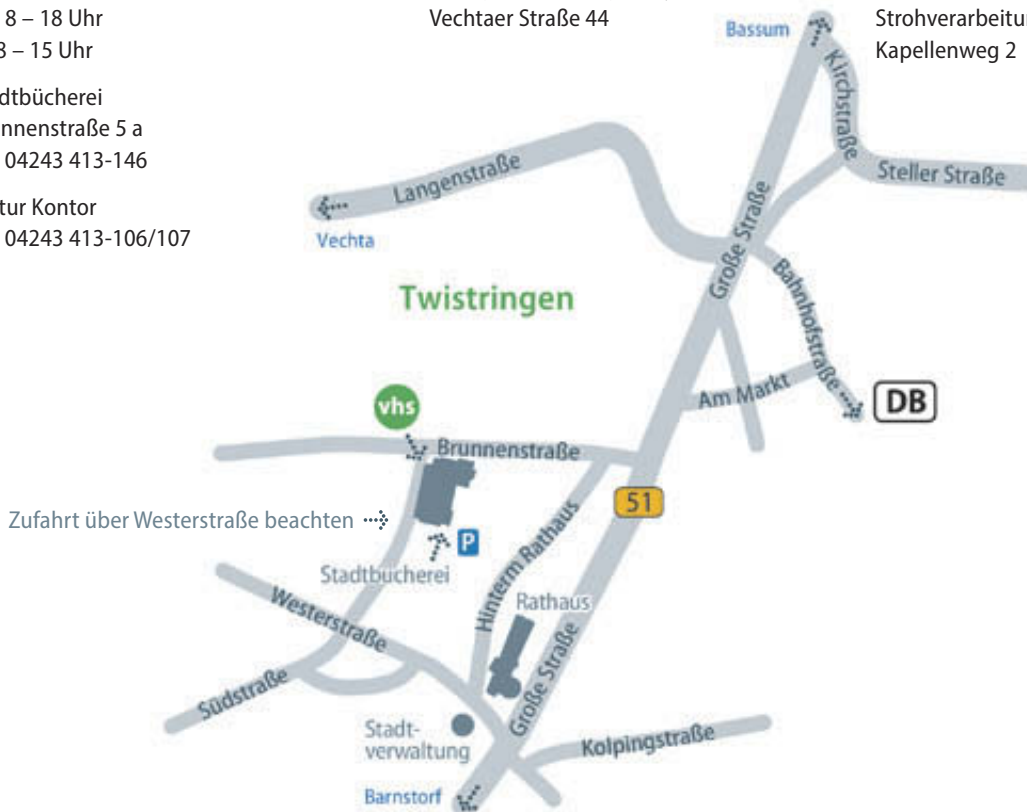 8 – 18 Uhr
8 – 15 Uhr
dtbücherei
nnenstraße 5 a
04243 413-146
tur Kontor
04243 413-106/107
Vechtaer Straße 44
Strohverarbeitun
Kapellenweg 2
Bassum
Kirchstraße
Steller Straße
Langenstraße
Vechta
Große Straße
Bahnhofstraße
Twistringen
Am Markt
DB
vhs
Brunnenstraße
51
Zufahrt über Westerstraße beachten
P
Stadtbücherei
Hinterm Rathaus
Rathaus
Westerstraße
Südstraße
Große Straße
Stadt-
verwaltung
Kolpingstraße
Barnstorf